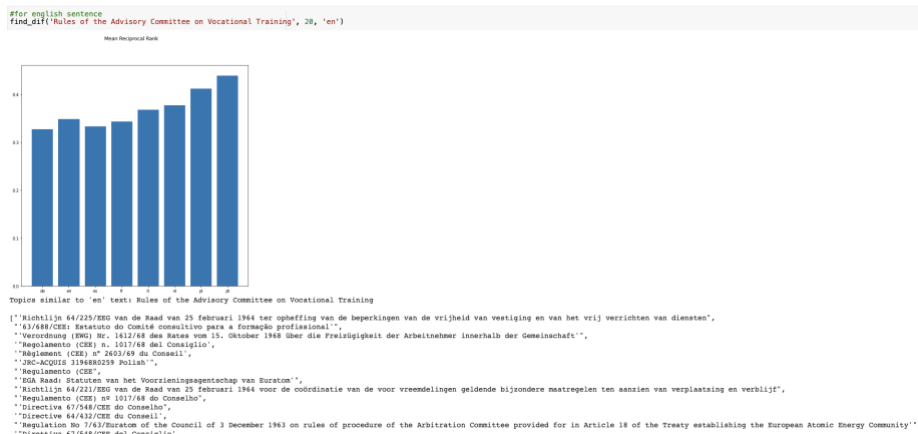 #for english sentence
find_dif('Rules of the Advisory Committee on Vocational Training', 20, 'en')
Mean Reciprocal Rank
0.4
0.3
0.2
0.1
0.0
Topics similar to 'en' text: Rules of the Advisory Committee on Vocational Training
["'Richtlijn 64/225/EEG van de Raad van 25 februari 1964 ter opheffing van de beperkingen van de vrijheid van vestiging en van het vrij verrichten van diensten",
"'63/688/CEE: Estatuto do Comité consultivo para a formação profissional'",
"'Verordnung (EWG) Nr. 1612/68 des Rates vom 15. Oktober 1968 über die Freizügigkeit der Arbeitnehmer innerhalb der Gemeinschaft'",
'"Regolamento (CEE) n. 1017/68 del Consiglio',
'"Règlement (CEE) n° 2603/69 du Conseil',
"'JRC-ACQUIS 31968R0259 Polish'",
"'Regulamento (CEE",
"'EGA Raad: Statuten van het Voorzieningsagentschap van Euratom'",
"'Richtlijn 64/221/EEG van de Raad van 25 februari 1964 voor de coördinatie van de voor vreemdelingen geldende bijzondere maatregelen ten aanzien van verplaatsing en verblijf",
"'Regulamento (CEE) nº 1017/68 do Conselho",
"'Directiva 67/548/CEE do Conselho",
'"Directive 64/432/CEE du Conseil',
"'Regulation No 7/63/Euratom of the Council of 3 December 1963 on rules of procedure of the Arbitration Committee provided for in Article 18 of the Treaty establishing the European Atomic Energy Community'"